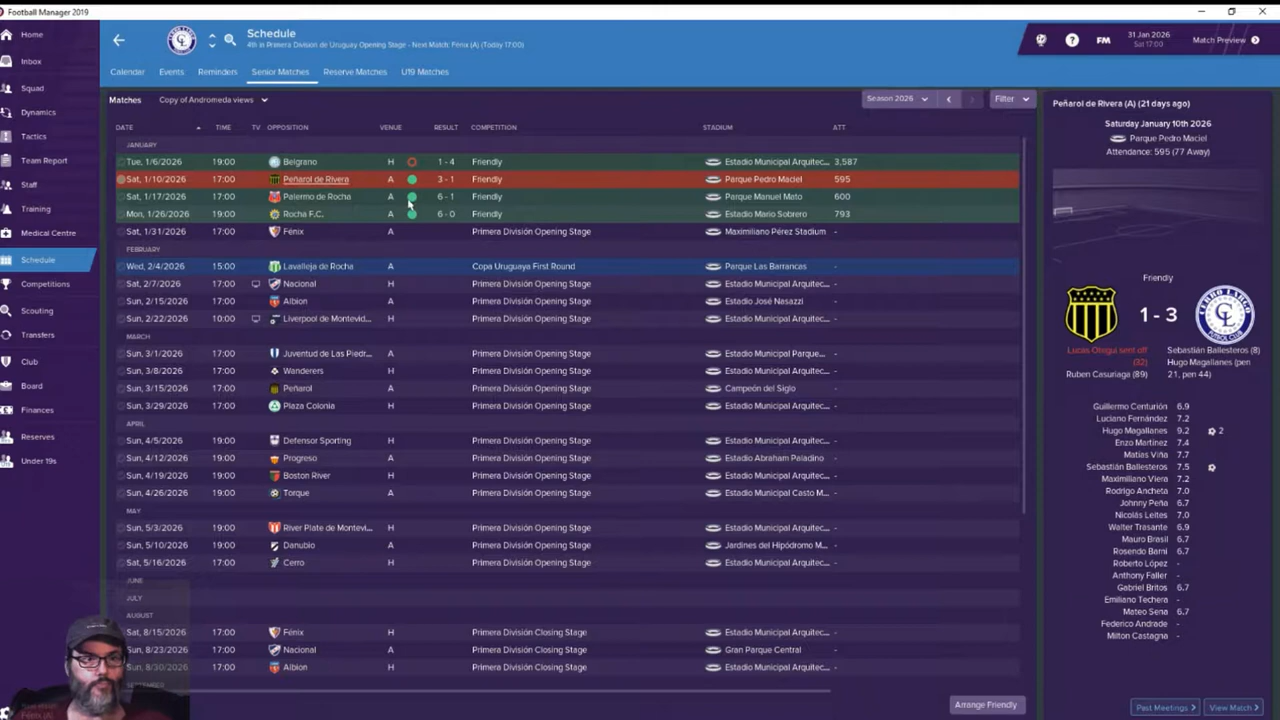 Football Manager 2019
Home
Inbox
Squad
Dynamics
Tactics
Team Report
Staff
Training
Medical Centre
Schedule
Competitions
Scouting
Transfers
Club
Board
Finances
Reserves
Under 19s
Schedule
4th in Primera Division de Uruguay Opening Stage - Next Match: Fénix (A) (Today 17:00)
31 Jan 2026
Sat 17:00
FM
Match Preview
Calendar Events Reminders Senior Matches Reserve Matches U19 Matches
Matches Copy of Andromeda views Season 2026 Filter
DATE TIME TV OPPOSITION VENUE RESULT COMPETITION STADIUM ATT
JANUARY
Tue, 1/6/2026 19:00 Belgrano H 1 - 4 Friendly Estadio Municipal Arquitec... 3,587
Sat, 1/10/2026 17:00 Peñarol de Rivera A 3 - 1 Friendly Parque Pedro Maciel 595
Sat, 1/17/2026 17:00 Palermo de Rocha A 6 - 1 Friendly Parque Manuel Mato 600
Mon, 1/26/2026 19:00 Rocha F.C. A 6 - 0 Friendly Estadio Mario Sobrero 793
Sat, 1/31/2026 17:00 Fénix A Primera División Opening Stage Maximiliano Pérez Stadium -
FEBRUARY
Wed, 2/4/2026 15:00 Lavalleja de Rocha A Copa Uruguaya First Round Parque Las Barrancas -
Sat, 2/7/2026 17:00 Nacional H Primera División Opening Stage Estadio Municipal Arquitec... -
Sun, 2/15/2026 17:00 Albion A Primera División Opening Stage Estadio José Nesazzi -
Sun, 2/22/2026 10:00 Liverpool de Montevid... H Primera División Opening Stage Estadio Municipal Arquitec... -
MARCH
Sun, 3/1/2026 17:00 Juventud de Las Piedr... A Primera División Opening Stage Estadio Parque... -
Sun, 3/8/2026 17:00 Wanderers H Primera División Opening Stage Estadio Municipal Arquitec... -
Sun, 3/15/2026 17:00 Peñarol A Primera División Opening Stage Campeón del Siglo -
Sun, 3/29/2026 17:00 Plaza Colonia H Primera División Opening Stage Estadio Municipal Arquitec... -
APRIL
Sun, 4/5/2026 19:00 Defensor Sporting H Primera División Opening Stage Estadio Municipal Arquitec... -
Sun, 4/12/2026 19:00 Progreso A Primera División Opening Stage Estadio Abraham Paladino -
Sun, 4/19/2026 19:00 Boston River H Primera División Opening Stage Estadio Municipal Arquitec... -
Sun, 4/26/2026 19:00 Torque A Primera División Opening Stage Estadio Municipal Casto M... -
MAY
Sun, 5/3/2026 19:00 River Plate de Montevi... H Primera División Opening Stage Estadio Municipal Arquitec... -
Sun, 5/10/2026 19:00 Danubio A Primera División Opening Stage Jardines del Hipódromo M... -
Sat, 5/16/2026 17:00 Cerro H Primera División Opening Stage Estadio Municipal Arquitec... -
JUNE
JULY
AUGUST
Sat, 8/15/2026 17:00 Fénix H Primera División Closing Stage Estadio Municipal Arquitec... -
Sun, 8/23/2026 17:00 Nacional A Primera División Closing Stage Gran Parque Central -
Sun, 8/30/2026 17:00 Albion H Primera División Closing Stage Estadio Municipal Arquitec... -
SEPTEMBER
Arrange Friendly
Peñarol de Rivera (A) (21 days ago)
Saturday January 10th 2026
Parque Pedro Maciel
Attendance: 595 (77 Away)
Friendly
1 - 3
CERRO LARGO
FUTBOL CLUB
Lucas Otegui sent off
(32)
Ruben Casuriaga (89)
Sebastián Ballesteros (8)
Hugo Magallanes (pen
21, pen 44)
Guillermo Centurión 6.9
Luciano Fernández 7.2
Hugo Magallanes 9.2 2
Enzo Martínez 7.4
Matías Viña 7.7
Sebastián Ballesteros 7.5
Maximiliano Viera 7.2
Rodrigo Ancheta 7.0
Johnny Peña 6.7
Nicolás Leites 7.0
Walter Trasante 6.9
Mauro Brasil 6.7
Rosendo Barni 6.7
Roberto López -
Anthony Faller -
Gabriel Britos 6.7
Emiliano Techera -
Mateo Sena 6.7
Federico Andrade -
Milton Castagna -
Past Meetings View Match
Fénix (A)